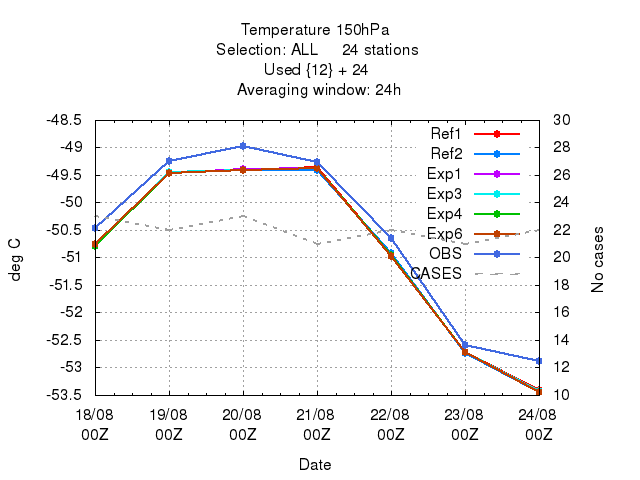 Temperature 150hPa
Selection: ALL 24 stations
Used {12} + 24
Averaging window: 24h
-48.5
-49
-49.5
-50
-50.5
-51
-51.5
-52
-52.5
-53
-53.5
deg C
30
28
26
24
22
20
18
16
14
12
10
No cases
Ref1
Ref2
Exp1
Exp3
Exp4
Exp6
OBS
CASES
18/08 19/08 20/08 21/08 22/08 23/08 24/08
00Z 00Z 00Z 00Z 00Z 00Z 00Z
Date